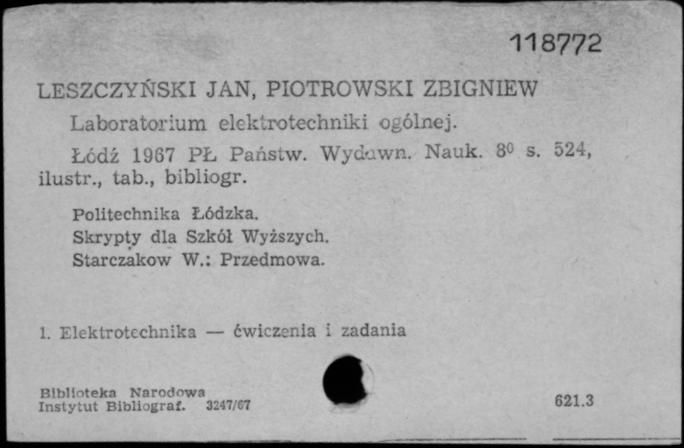 118772
LESZCZYŃSKI JAN, PIOTROWSKI ZBIGNIEW
Laboratorium elektrotechniki ogólnej.
Łódź 1967 PŁ Państw. Wydawn. Nauk. 8⁰ s. 524,
ilustr., tab., bibliogr.
Politechnika Łódzka.
Skrypty dla Szkół Wyższych.
Starczakow W.: Przedmowa.
1. Elektrotechnika — ćwiczenia i zadania
Biblioteka Narodowa
Instytut Bibliograf. 3247/67
621.3